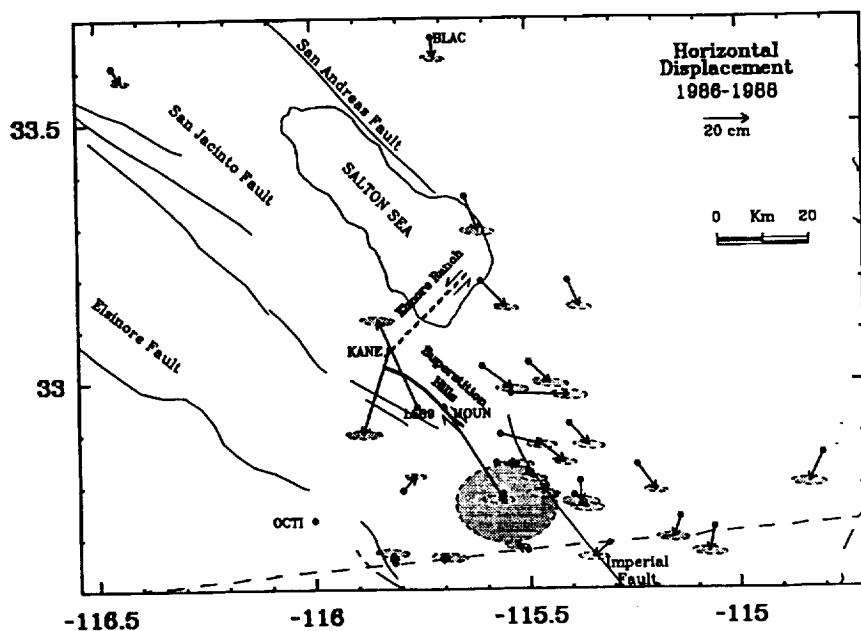 BLAC
Horizontal
Displacement
1986-1988
20 cm
San Andreas Fault
San Jacinto Fault
SALTON SEA
0 Km 20
Elmore Ranch
Elsinore Fault
KANE
Superstition
Hills
MOUN
OCTI
Imperial
Fault
33.5
33
-116.5
-116
-115.5
-115